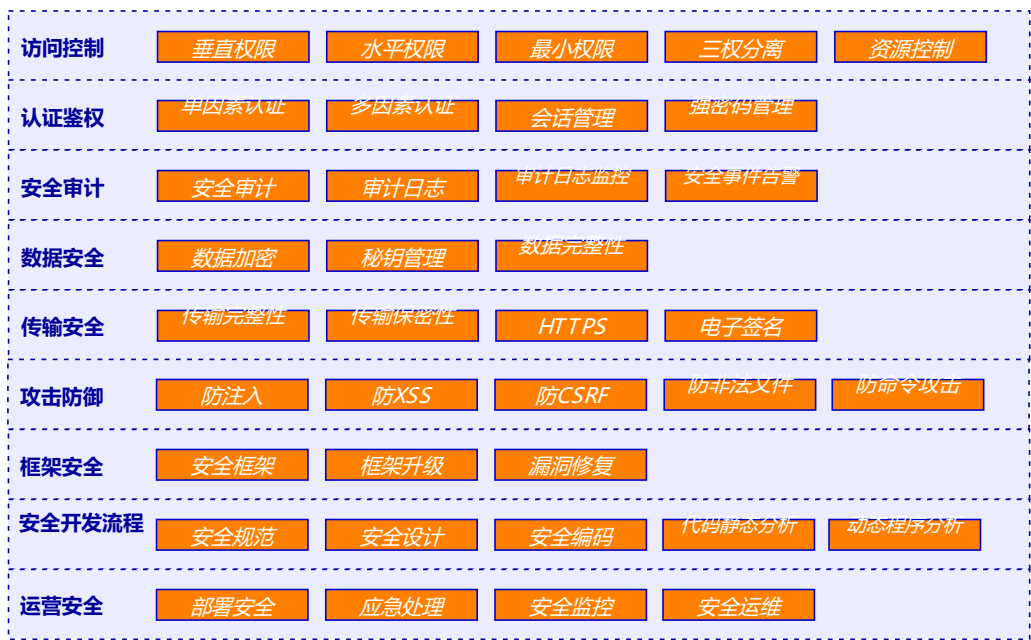 访问控制 垂直权限 水平权限 最小权限 三权分离 资源控制
认证鉴权 单因素认证 多因素认证 会话管理 强密码管理
安全审计 安全审计 审计日志 审计日志监控 安全事件告警
数据安全 数据加密 秘钥管理 数据完整性
传输安全 传输完整性 传输保密性 HTTPS 电子签名
攻击防御 防注入 防XSS 防CSRF 防非法文件 防命令攻击
框架安全 安全框架 框架升级 漏洞修复
安全开发流程 安全规范 安全设计 安全编码 代码静态分析 动态程序分析
运营安全 部署安全 应急处理 安全监控 安全运维